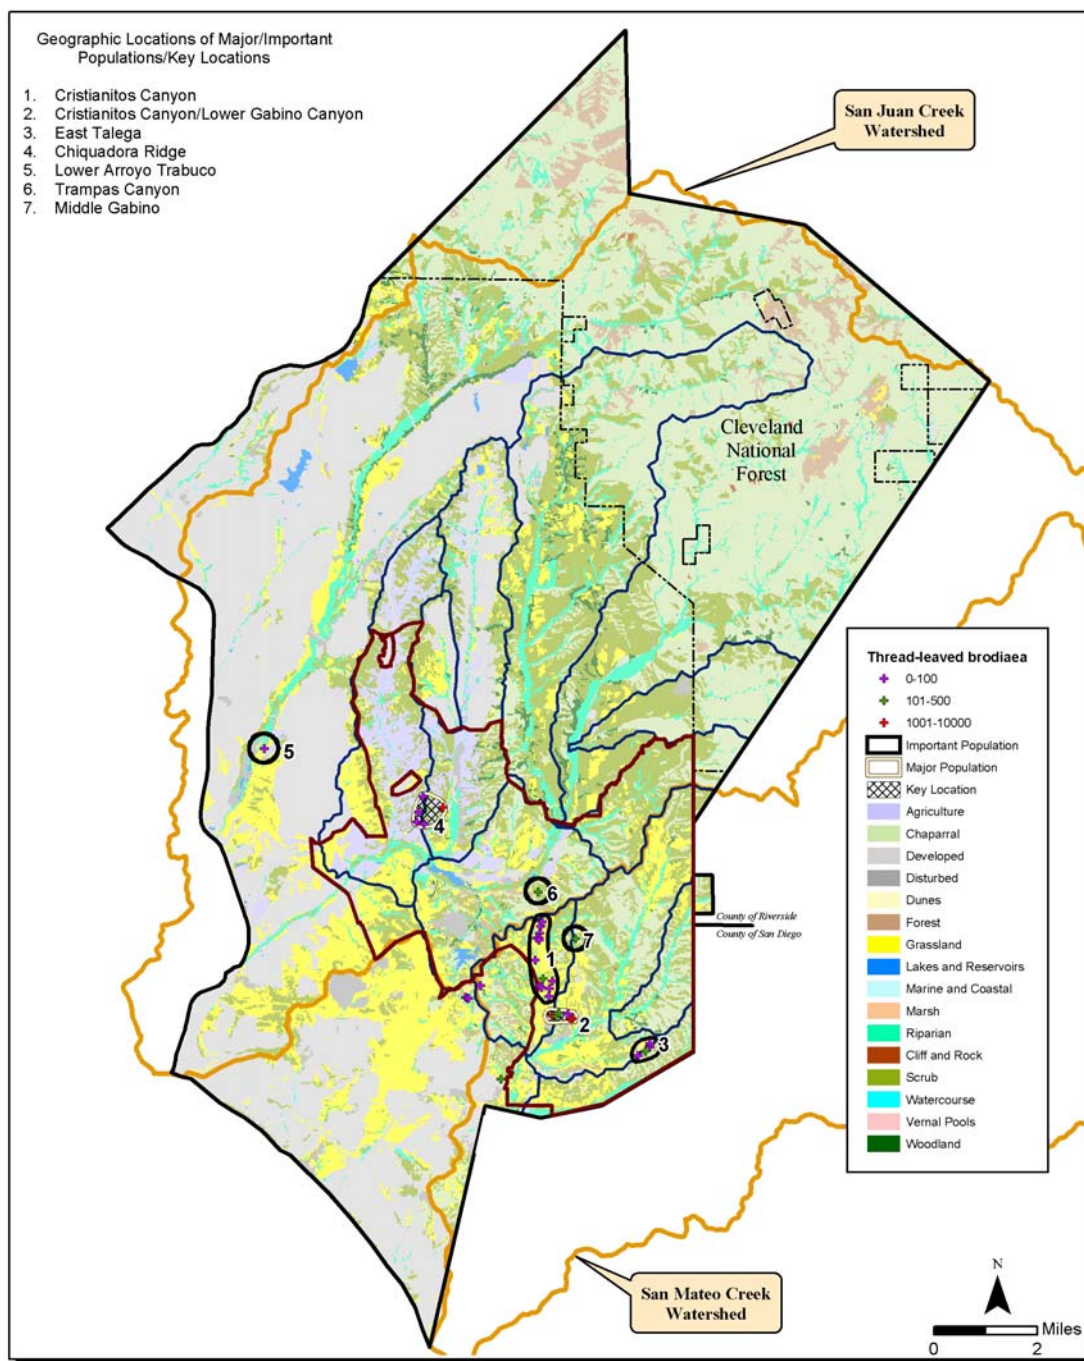 Geographic Locations of Major/Important
Populations/Key Locations
1. Cristianitos Canyon
2. Cristianitos Canyon/Lower Gabino Canyon
3. East Talega
4. Chiquadora Ridge
5. Lower Arroyo Trabuco
6. Trampas Canyon
7. Middle Gabino
San Juan Creek
Watershed
Cleveland
National
Forest
5
4
6
7
1
2
3
County of Riverside
County of San Diego
Thread-leaved brodiaea
0-100
101-500
1001-10000
Important Population
Major Population
Key Location
Agriculture
Chaparral
Developed
Disturbed
Dunes
Forest
Grassland
Lakes and Reservoirs
Marine and Coastal
Marsh
Riparian
Cliff and Rock
Scrub
Watercourse
Vernal Pools
Woodland
San Mateo Creek
Watershed
N
Miles
0 2